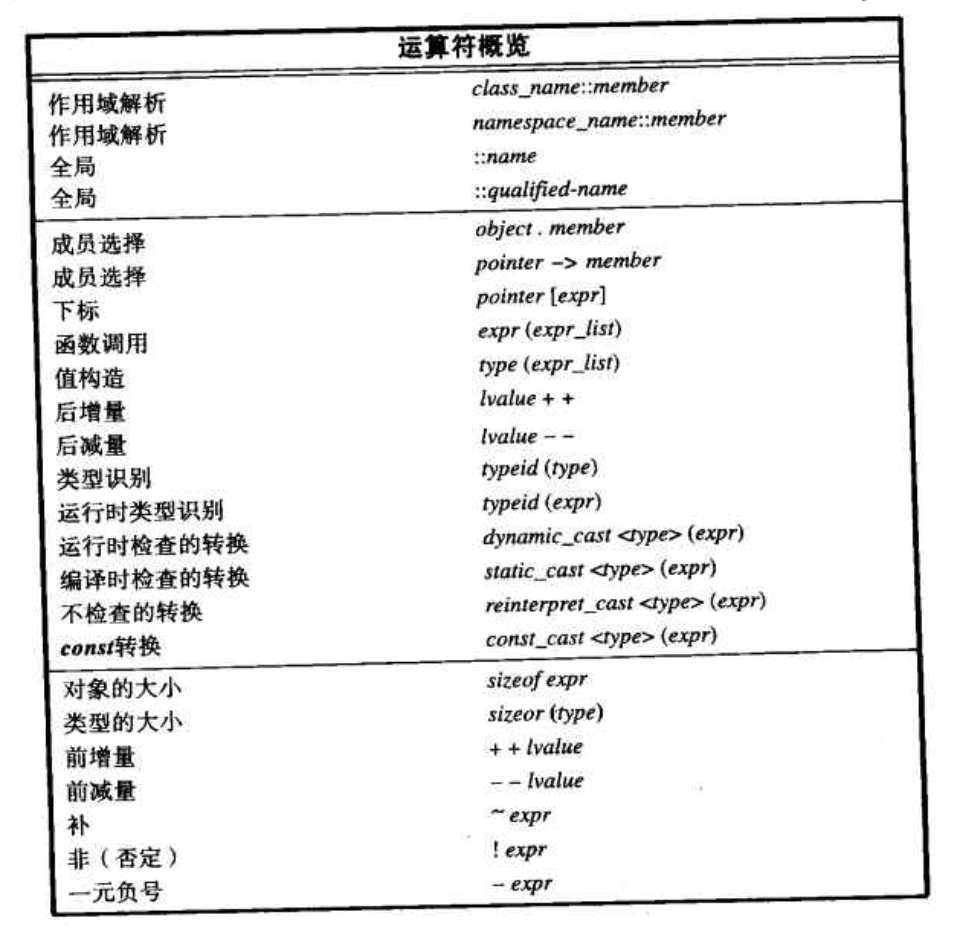 运算符概览
作用域解析 class_name::member
作用域解析 namespace_name::member
全局 ::name
全局 ::qualified-name
成员选择 object . member
成员选择 pointer –> member
下标 pointer [expr]
函数调用 expr (expr_list)
值构造 type (expr_list)
后增量 lvalue + +
后减量 lvalue – –
类型识别 typeid (type)
运行时类型识别 typeid (expr)
运行时检查的转换 dynamic_cast <type> (expr)
编译时检查的转换 static_cast <type> (expr)
不检查的转换 reinterpret_cast <type> (expr)
const转换 const_cast <type> (expr)
对象的大小 sizeof expr
类型的大小 sizeor (type)
前增量 + + lvalue
前减量 – – lvalue
补 ~ expr
非（否定） ! expr
一元负号 – expr